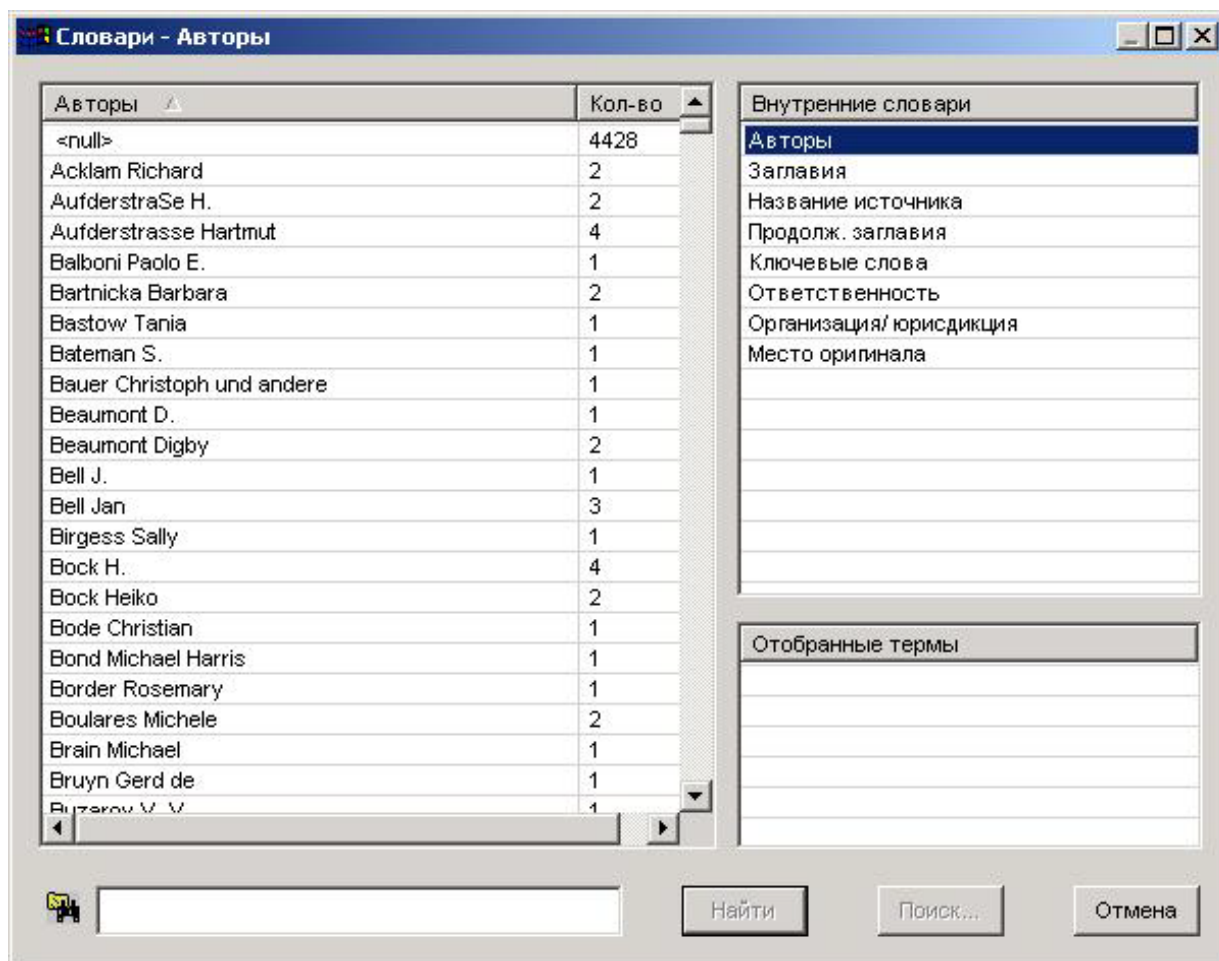 Словари - Авторы
Авторы Кол-во
<null> 4428
Acklam Richard 2
AufderstraSe H. 2
Aufderstrasse Hartmut 4
Balboni Paolo E. 1
Bartnicka Barbara 2
Bastow Tania 1
Bateman S. 1
Bauer Christoph und andere 1
Beaumont D. 1
Beaumont Digby 2
Bell J. 1
Bell Jan 3
Birgess Sally 1
Bock H. 4
Bock Heiko 2
Bode Christian 1
Bond Michael Harris 1
Border Rosemary 1
Boulares Michele 2
Brain Michael 1
Bruyn Gerd de 1
Buzarov V. V. 1
Внутренние словари
Авторы
Заглавия
Название источника
Продолж. заглавия
Ключевые слова
Ответственность
Организация/ юрисдикция
Место оригинала
Отобранные термы
Найти Поиск... Отмена